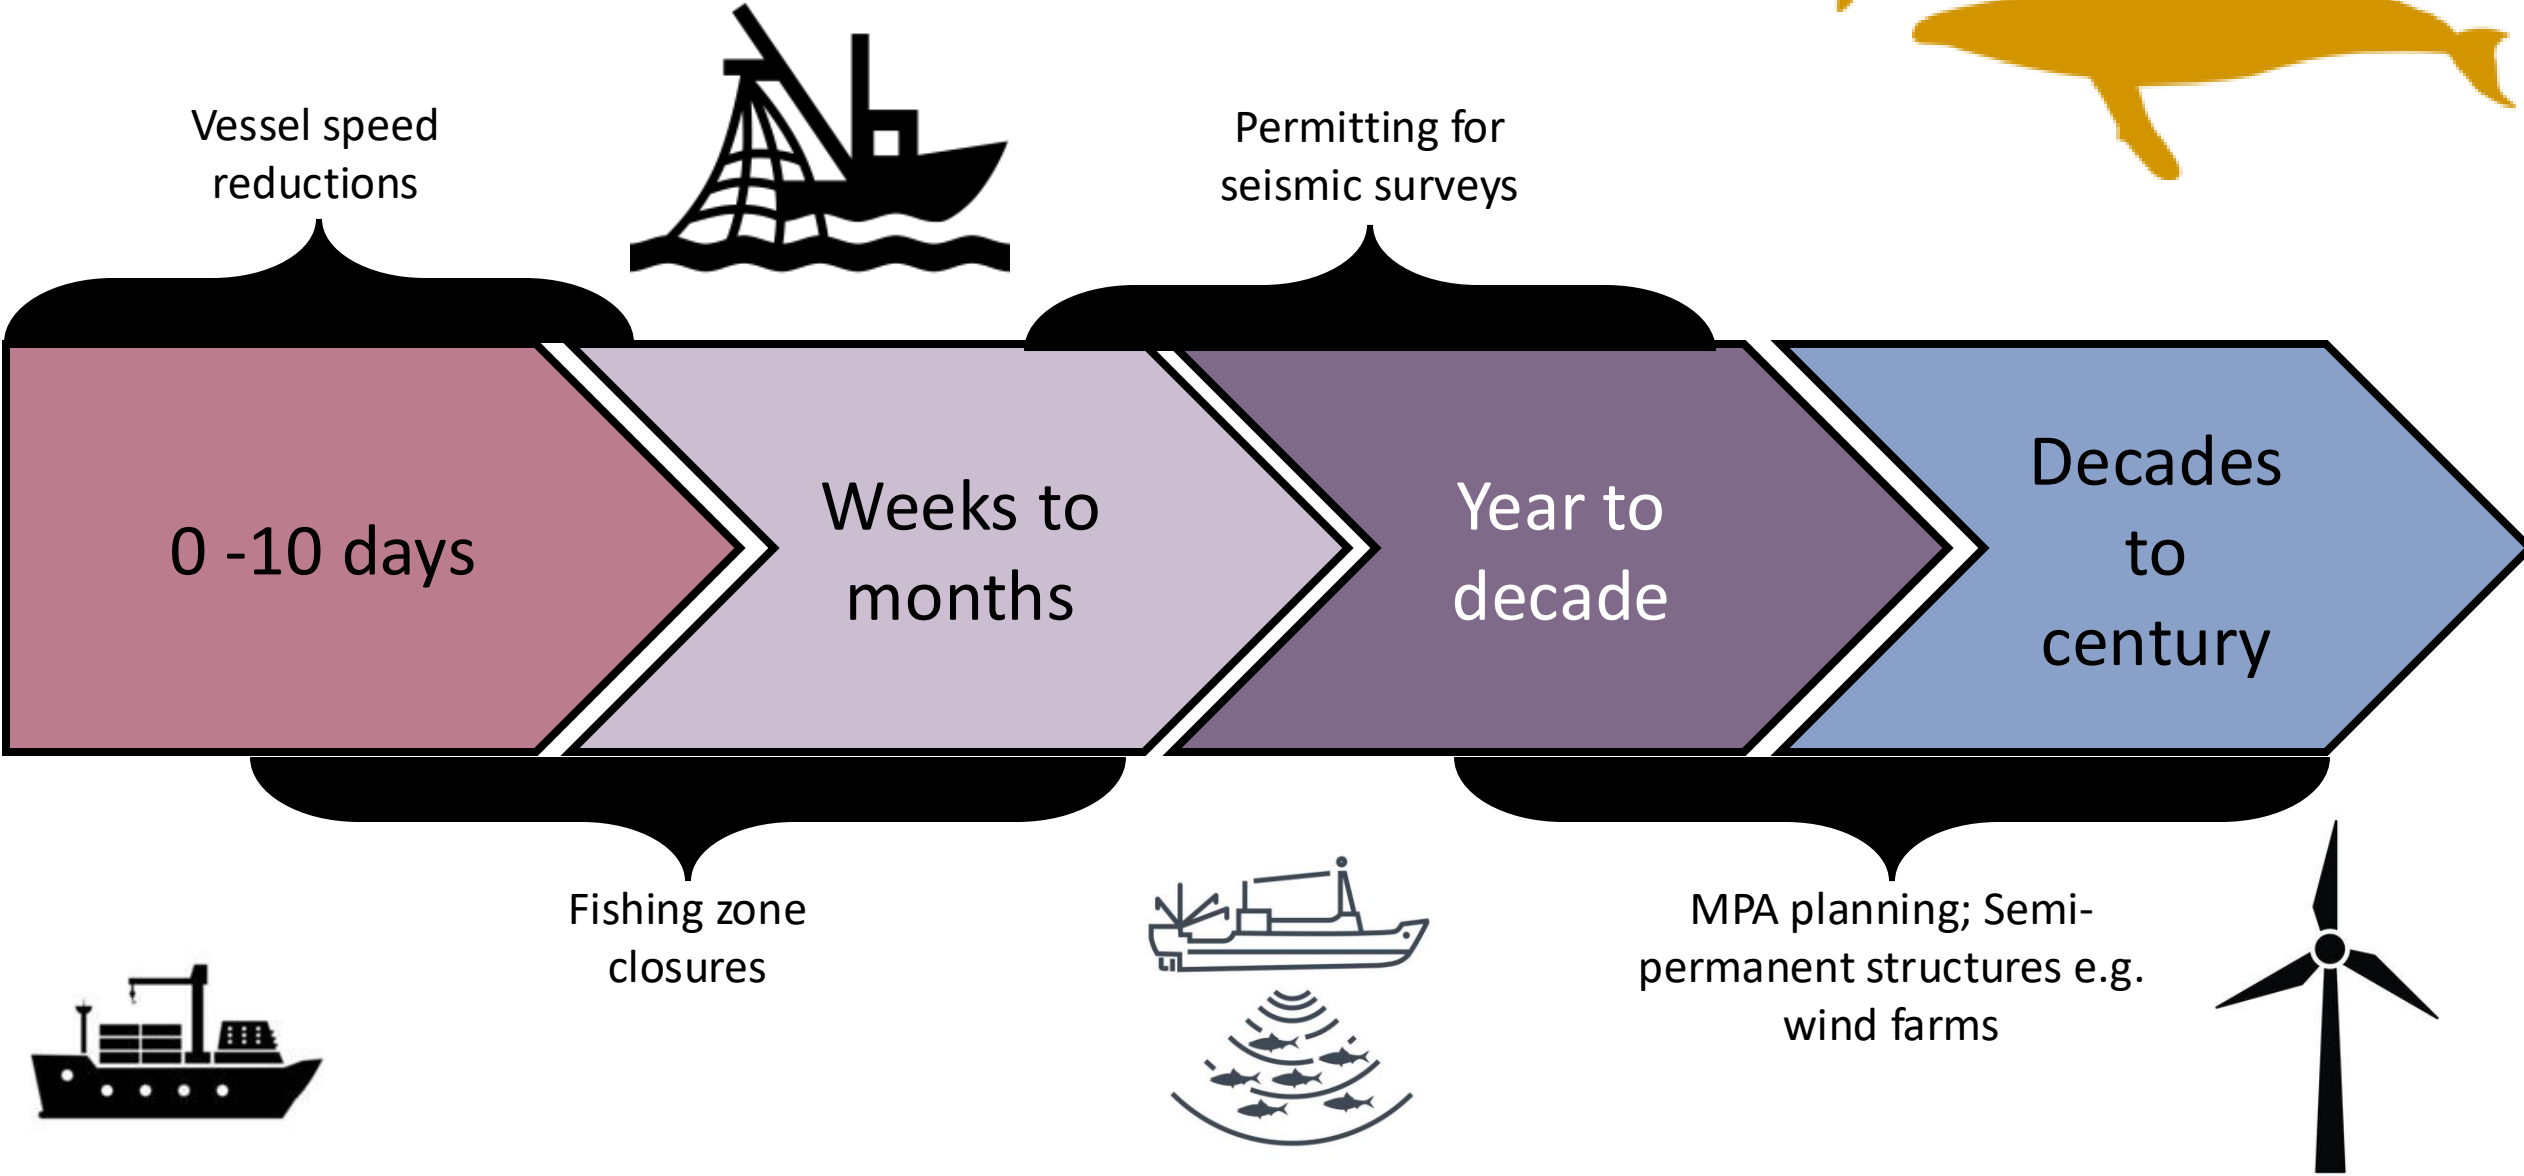 Vessel speed
reductions
Permitting for
seismic surveys
0 -10 days
Weeks to
months
Year to
decade
Decades
to
century
Fishing zone
closures
MPA planning; Semi-
permanent structures e.g.
wind farms